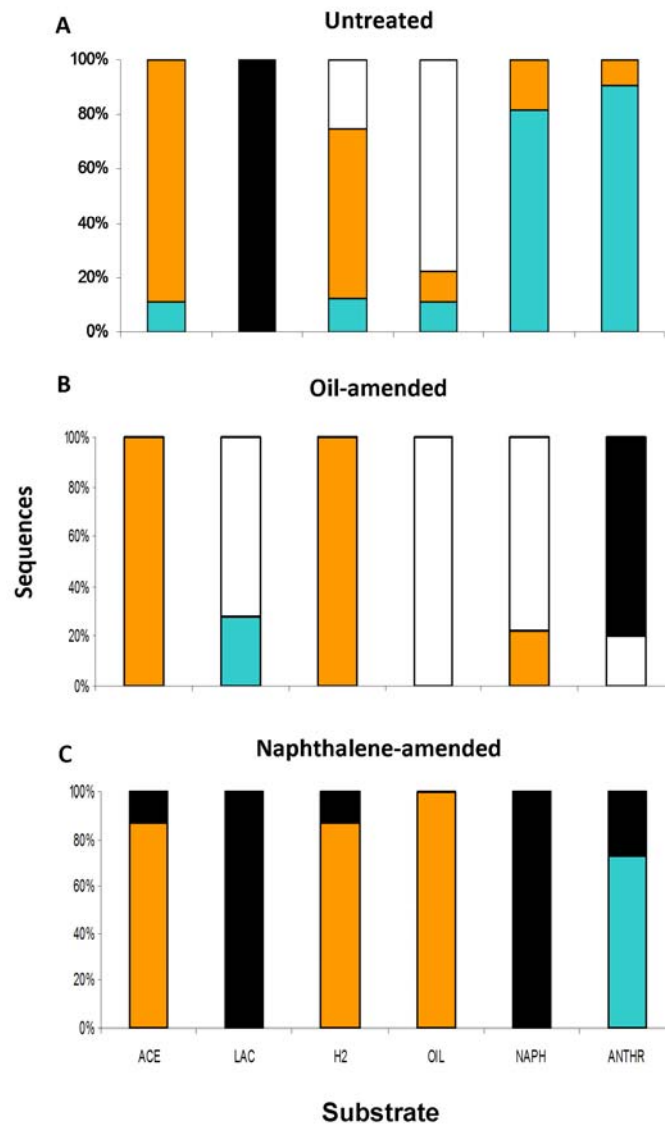 A
Untreated
100%
80%
60%
40%
20%
0%
B
Oil-amended
100%
80%
60%
40%
20%
0%
Sequences
C
Naphthalene-amended
100%
80%
60%
40%
20%
0%
ACE LAC H2 OIL NAPH ANTHR
Substrate